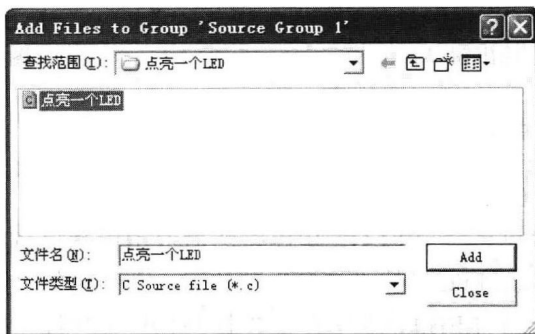 Add Files to Group 'Source Group 1'
查找范围(I): 点亮一个LED
点亮一个LED
文件名(N): 点亮一个LED Add
文件类型(T): C Source file (*.c) Close